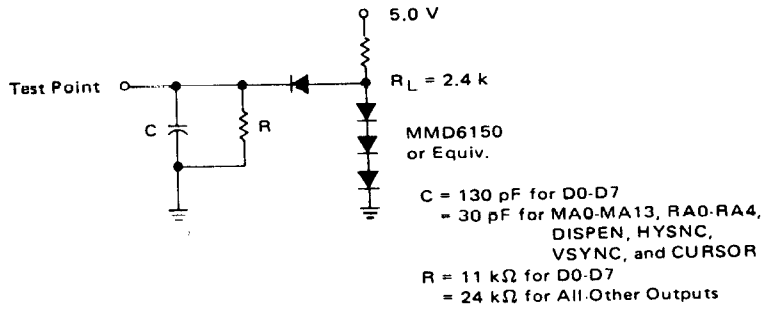 5.0 V
Test Point
RL = 2.4 k
C
R
MMD6150
or Equiv.
C = 130 pF for D0-D7
= 30 pF for MA0-MA13, RA0-RA4,
DISPEN, HYSNC,
VSYNC, and CURSOR
R = 11 kΩ for D0-D7
= 24 kΩ for All Other Outputs